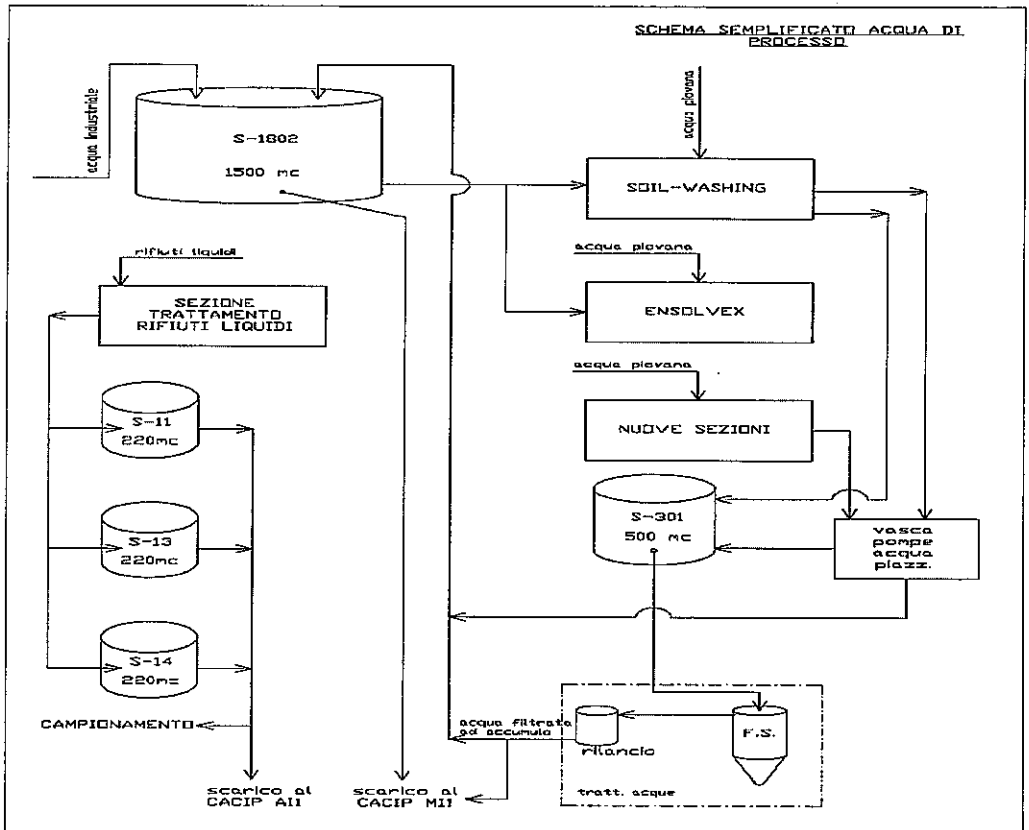 SCHEMA SEMPLIFICATO ACQUA DI
PROCESSO
acqua industriale
S-1802
1500 mc
acqua piovana
SOIL-WASHING
rifiuti liquidi
SEZIONE
TRATTAMENTO
RIFIUTI LIQUIDI
acqua piovana
ENSOLVEX
acqua piovana
NUOVE SEZIONI
S-11
220mc
S-301
500 mc
vasca
pompe
acqua
piazz.
S-13
220mc
S-14
220mc
CAMPIONAMENTO
acqua filtrata
ad accumulo
rilancio
F.S.
tratt. acque
scarico al
CACIP AI1
scarico al
CACIP MI1